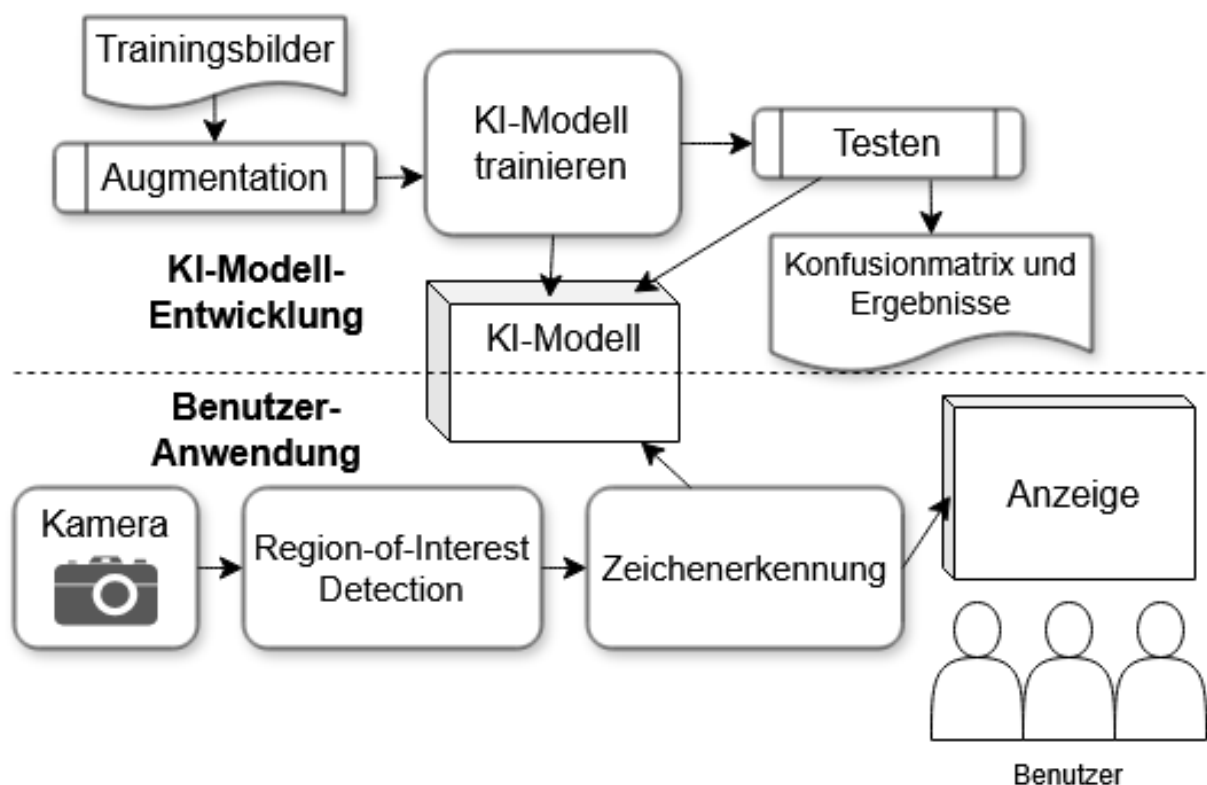 Trainingsbilder
Augmentation
KI-Modell
trainieren
Testen
Konfusionmatrix und
Ergebnisse
KI-Modell-
Entwicklung
KI-Modell
Benutzer-
Anwendung
Kamera
Region-of-Interest
Detection
Zeichenerkennung
Anzeige
Benutzer